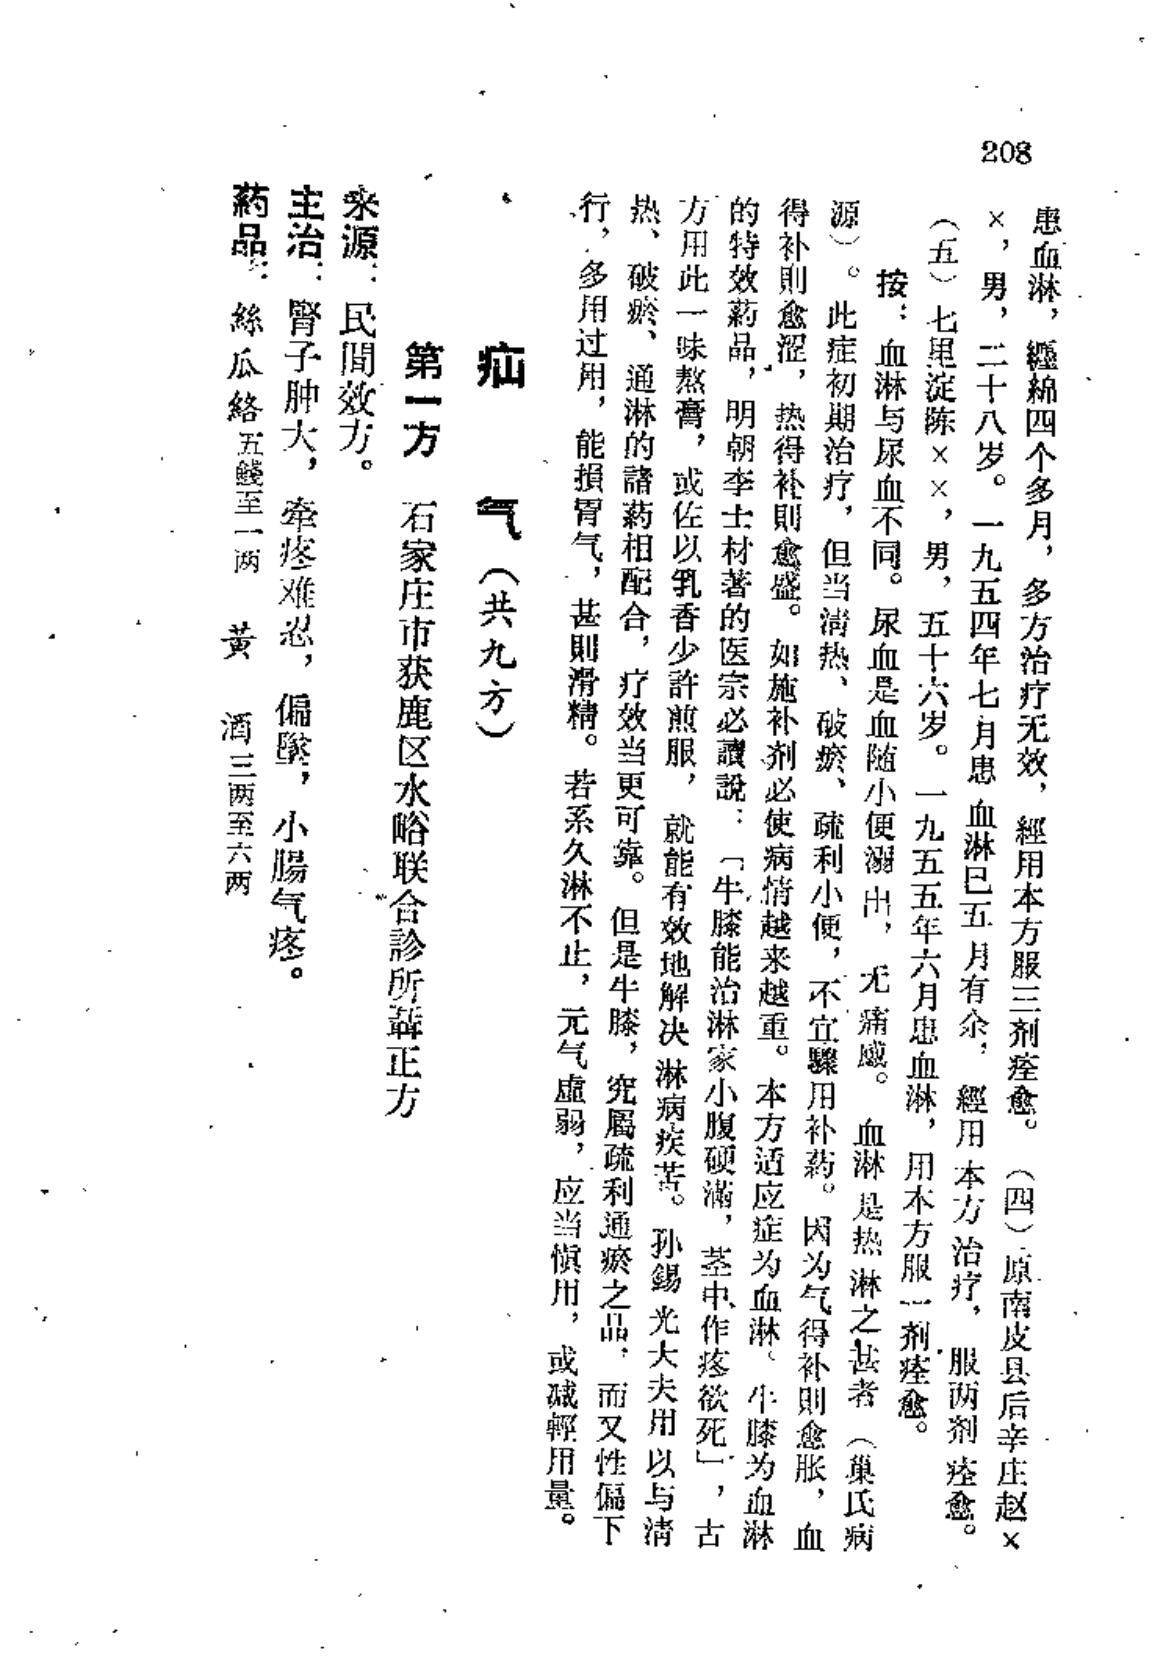 208
患血淋，纏綿四个多月，多方治疗无效，經用本方服三剂痊愈。（四）原南皮县后辛庄赵×
×，男，二十八岁。一九五四年七月患血淋已五月有余，經用本方治疗，服两剂痊愈。
（五）七里淀陈××，男，五十六岁。一九五五年六月患血淋，用本方服一剂痊愈。
按：血淋与尿血不同。尿血是血随小便溺出，无痛感。血淋是热淋之甚者（巢氏病
源）。此症初期治疗，但当清热、破瘀、疏利小便，不宜驟用补药。因为气得补則愈胀，血
得补則愈涩，热得补則愈盛。如施补剂必使病情越来越重。本方适应症为血淋。牛膝为血淋
的特效葯品，明朝李士材著的医宗必讀說：「牛膝能治淋家小腹硬滿，茎中作疼欲死」，古
方用此一味熬膏，或佐以乳香少許煎服，就能有效地解决淋病疾苦。孙錫光大夫用以与清
热、破瘀、通淋的諸葯相配合，疗效当更可靠。但是牛膝，究屬疏利通瘀之品，而又性偏下
行，多用过用，能損胃气，甚則滑精。若系久淋不止，元气虛弱，应当愼用，或减輕用量。
疝　气（共九方）
第一方　石家庄市获鹿区水峪联合診所聶正方
来源：民間效方。
主治：腎子肿大，牵疼难忍，偏墜，小腸气疼。
葯品：絲瓜絡五錢至一两　黃　酒三两至六两